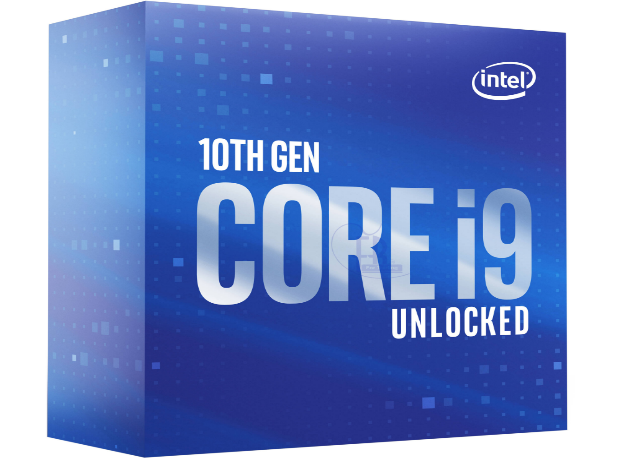 intel
10TH GEN
CORE i9
UNLOCKED